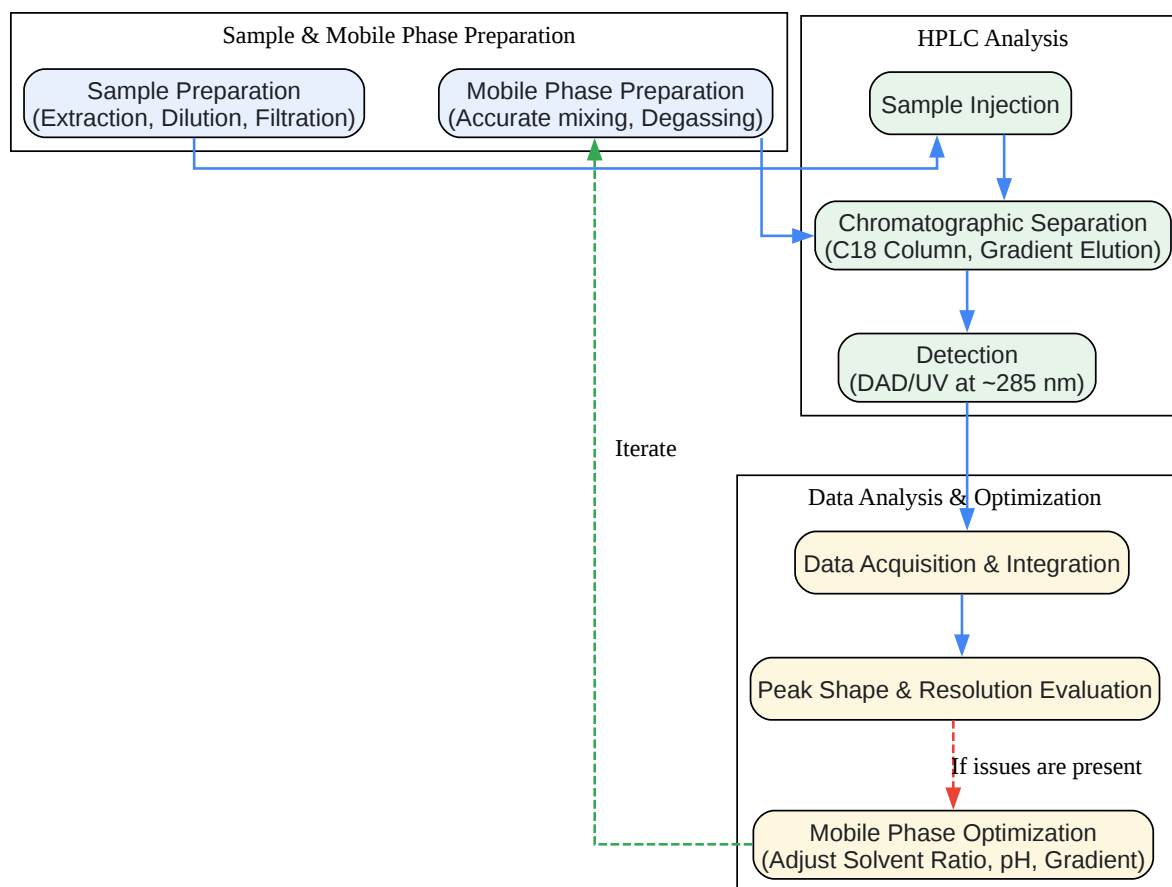 Sample & Mobile Phase Preparation
Sample Preparation
(Extraction, Dilution, Filtration)
Mobile Phase Preparation
(Accurate mixing, Degassing)
HPLC Analysis
Sample Injection
Chromatographic Separation
(C18 Column, Gradient Elution)
Detection
(DAD/UV at ~285 nm)
Iterate
Data Analysis & Optimization
Data Acquisition & Integration
Peak Shape & Resolution Evaluation
If issues are present
Mobile Phase Optimization
(Adjust Solvent Ratio, pH, Gradient)